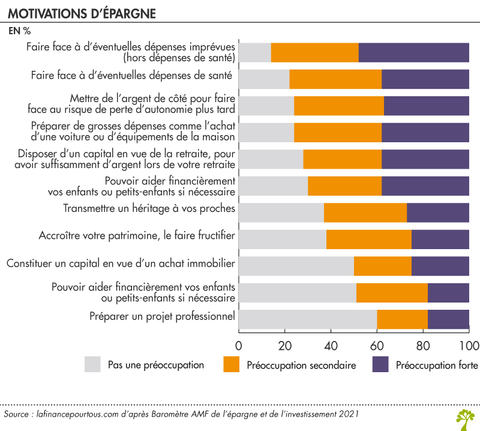 MOTIVATIONS D'ÉPARGNE
EN %
Faire face à d'éventuelles dépenses imprévues
(hors dépenses de santé)
Faire face à d'éventuelles dépenses de santé
Mettre de l'argent de côté pour faire
face au risque de perte d'autonomie plus tard
Préparer de grosses dépenses comme l'achat
d'une voiture ou d'équipements de la maison
Disposer d'un capital en vue de la retraite, pour
avoir suffisamment d'argent lors de votre retraite
Pouvoir aider financièrement
vos enfants ou petits-enfants si nécessaire
Transmettre un héritage à vos proches
Accroître votre patrimoine, le faire fructifier
Constituer un capital en vue d'un achat immobilier
Pouvoir aider financièrement vos enfants
ou petits-enfants si nécessaire
Préparer un projet professionnel
0 20 40 60 80 100
Pas une préoccupation Préoccupation secondaire Préoccupation forte
Source : lafinancepourtous.com d'après Baromètre AMF de l'épargne et de l'investissement 2021